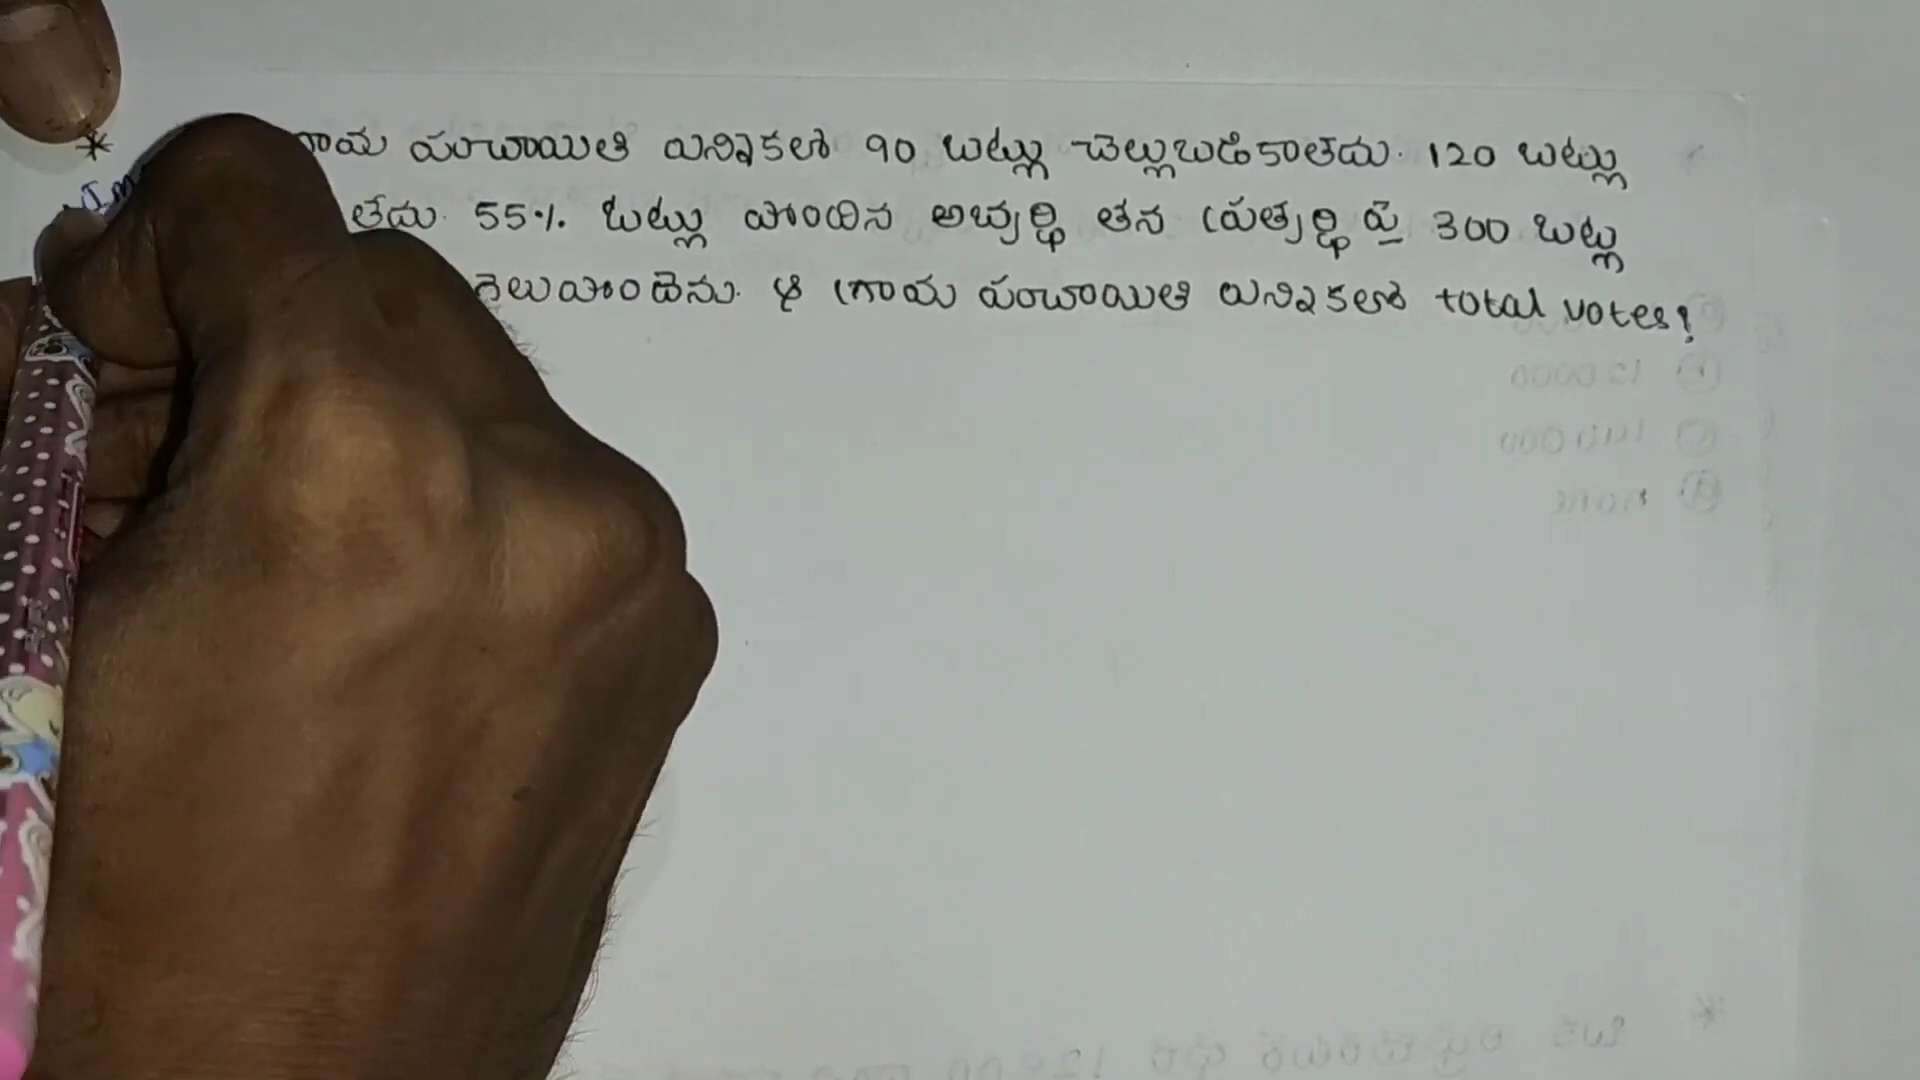 * గ్రామ పంచాయితి ఎన్నికలలో 90 ఓట్లు చెల్లుబడికాలేదు. 120 ఓట్లు
Im
లేదు. 55%. ఓట్లు పొందిన అభ్యర్థి తన ప్రత్యర్థి పై 300 ఓట్లు
గెలుపొందెను. ఆ గ్రామ పంచాయితి ఎన్నికలలో total votes?